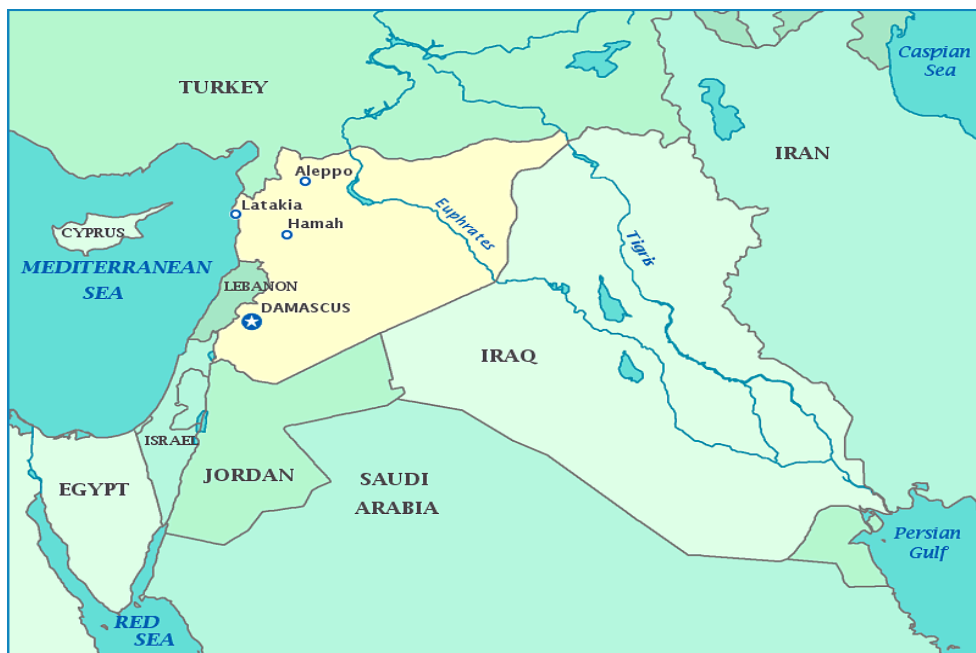 Caspian
Sea
TURKEY
IRAN
Aleppo
Latakia
Hamah
Euphrates
CYPRUS
Tigris
MEDITERRANEAN
SEA
LEBANON
DAMASCUS
IRAQ
ISRAEL
JORDAN
EGYPT
SAUDI
ARABIA
Persian
Gulf
RED
SEA